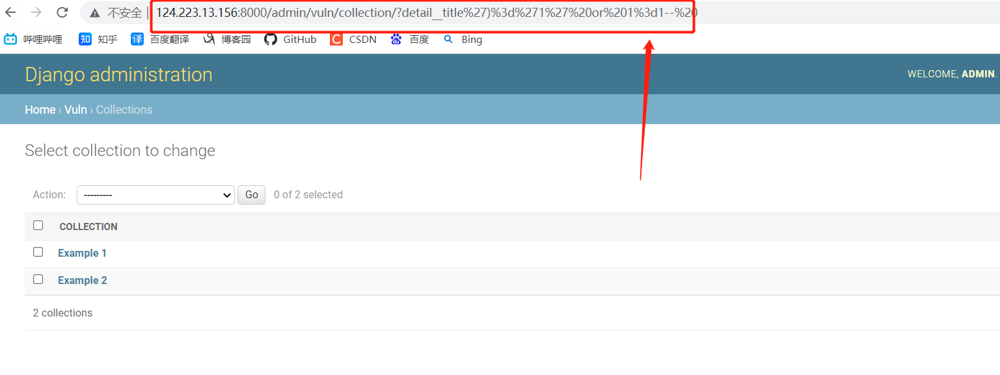 不安全 | 124.223.13.156:8000/admin/vuln/collection/?detail__title%27)%3d%271%27%20or%201%3d1--%20
哔哩哔哩 知 知乎 译 百度翻译 博客园 GitHub C CSDN 百度 Bing
Django administration WELCOME, ADMIN.
Home › Vuln › Collections
Select collection to change
Action: --------- Go 0 of 2 selected
COLLECTION
Example 1
Example 2
2 collections